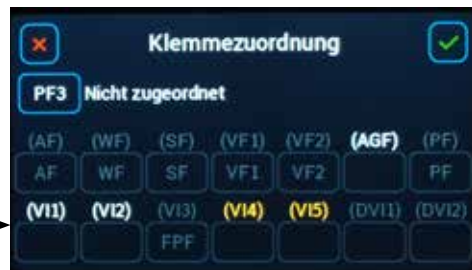 Klemmezuordnung
PF3 Nicht zugeordnet
(AF) (WF) (SF) (VF1) (VF2) (AGF) (PF)
AF WF SF VF1 VF2 PF
(VI1) (VI2) (VI3) (VI4) (VI5) (DVI1) (DVI2)
FPF